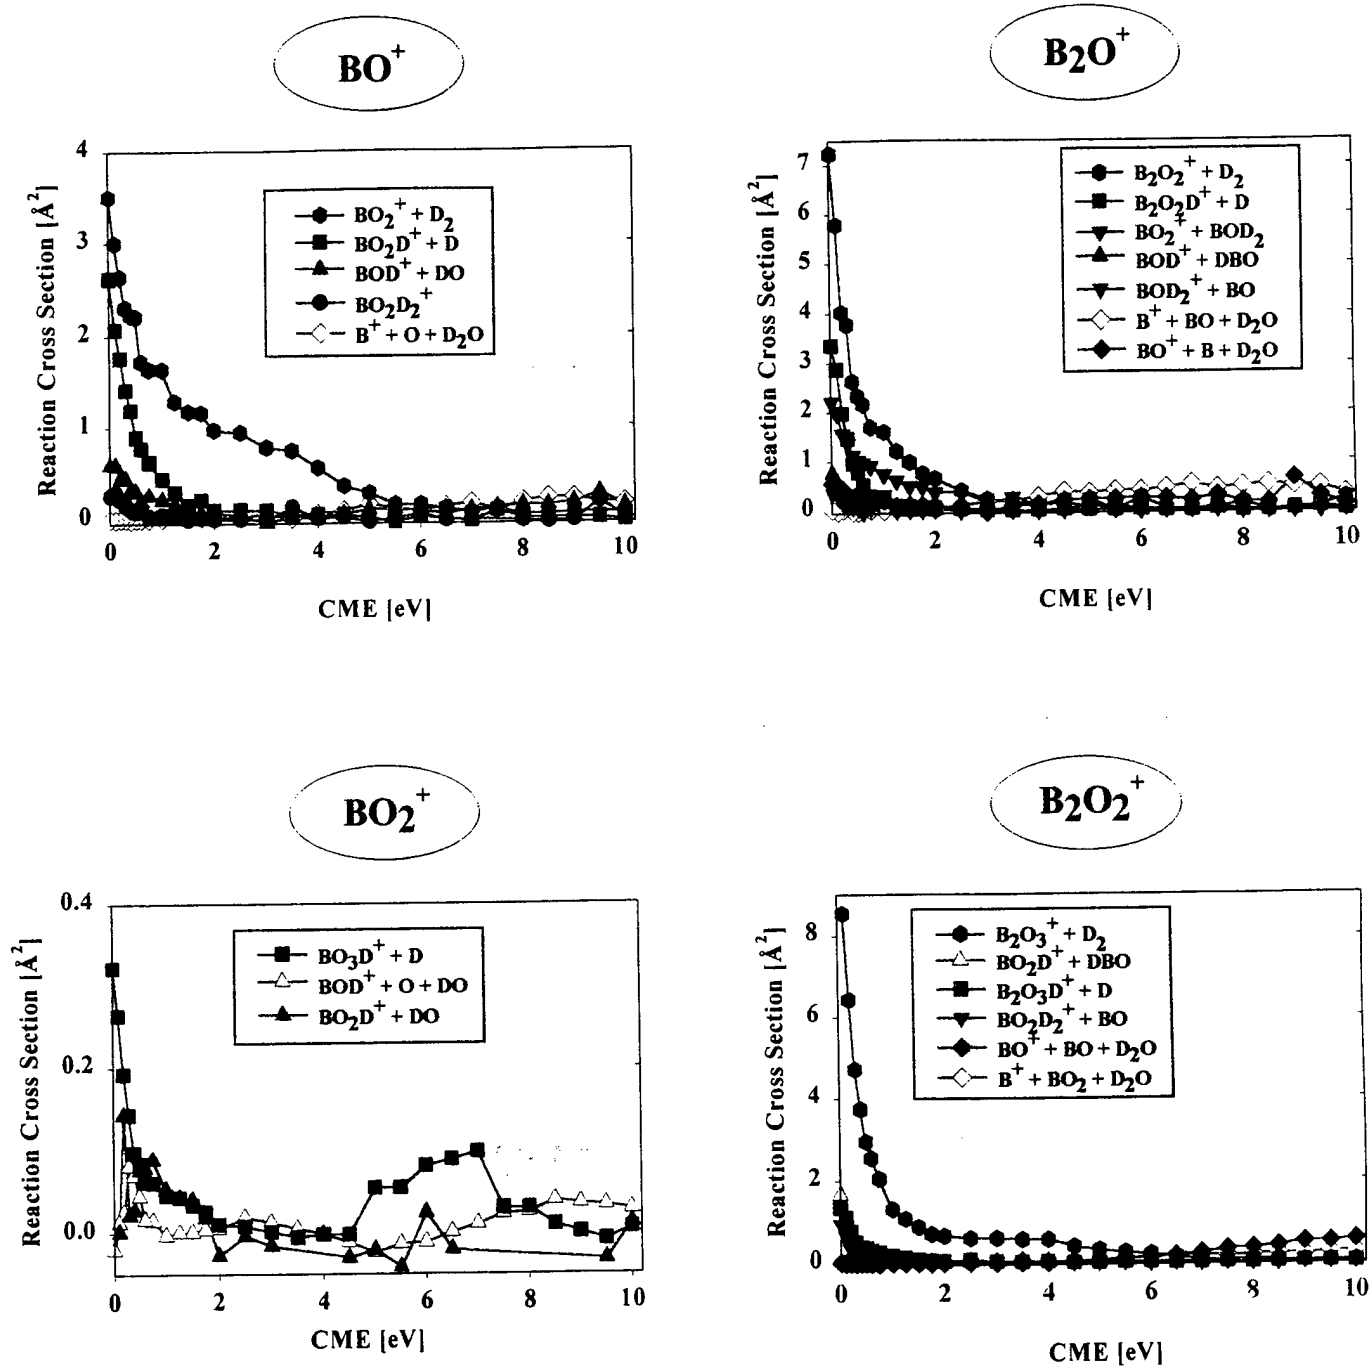 BO⁺
4
3
2
1
0
Reaction Cross Section [Å²]
BO₂⁺ + D₂
BO₂D⁺ + D
BOD⁺ + DO
BO₂D₂⁺
B⁺ + O + D₂O
0 2 4 6 8 10
CME [eV]
B₂O⁺
7
6
5
4
3
2
1
0
Reaction Cross Section [Å²]
B₂O₂⁺ + D₂
B₂O₂D⁺ + D
BO₂⁺ + BOD₂
BOD⁺ + DBO
BOD₂⁺ + BO
B⁺ + BO + D₂O
BO⁺ + B + D₂O
0 2 4 6 8 10
CME [eV]
BO₂⁺
0.4
0.2
0.0
Reaction Cross Section [Å²]
BO₃D⁺ + D
BOD⁺ + O + DO
BO₂D⁺ + DO
0 2 4 6 8 10
CME [eV]
B₂O₂⁺
8
6
4
2
0
Reaction Cross Section [Å²]
B₂O₃⁺ + D₂
BO₂D⁺ + DBO
B₂O₃D⁺ + D
BO₂D₂⁺ + BO
BO⁺ + BO + D₂O
B⁺ + BO₂ + D₂O
0 2 4 6 8 10
CME [eV]